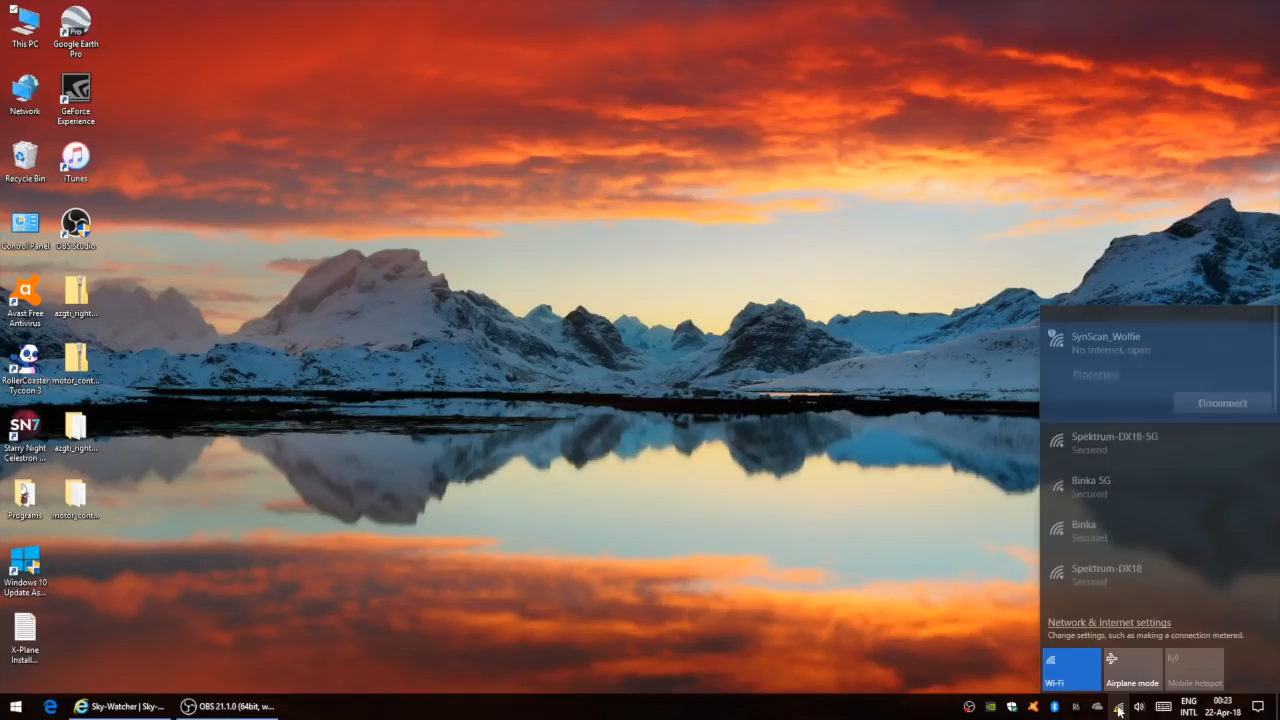 This PC
Google Earth
Pro
Network
GeForce
Experience
Recycle Bin
iTunes
Control Panel
OBS Studio
Avast Free
Antivirus
azgti_right...
RollerCoaster
Tycoon 3
motor_cont...
Starry Night
Celestron ...
azgti_right...
Programs
motor_cont...
Windows 10
Update As...
X-Plane
Install...
SynScan_Wolfie
No Internet, open
Properties
Disconnect
Spektrum-DX18-5G
Secured
Binka 5G
Secured
Binka
Secured
Spektrum-DX18
Secured
Network & Internet settings
Change settings, such as making a connection metered.
Wi-Fi
Airplane mode
Mobile hotspot
Sky-Watcher | Sky-...
OBS 21.1.0 (64bit, w...
ENG
INTL
00:23
22-Apr-18